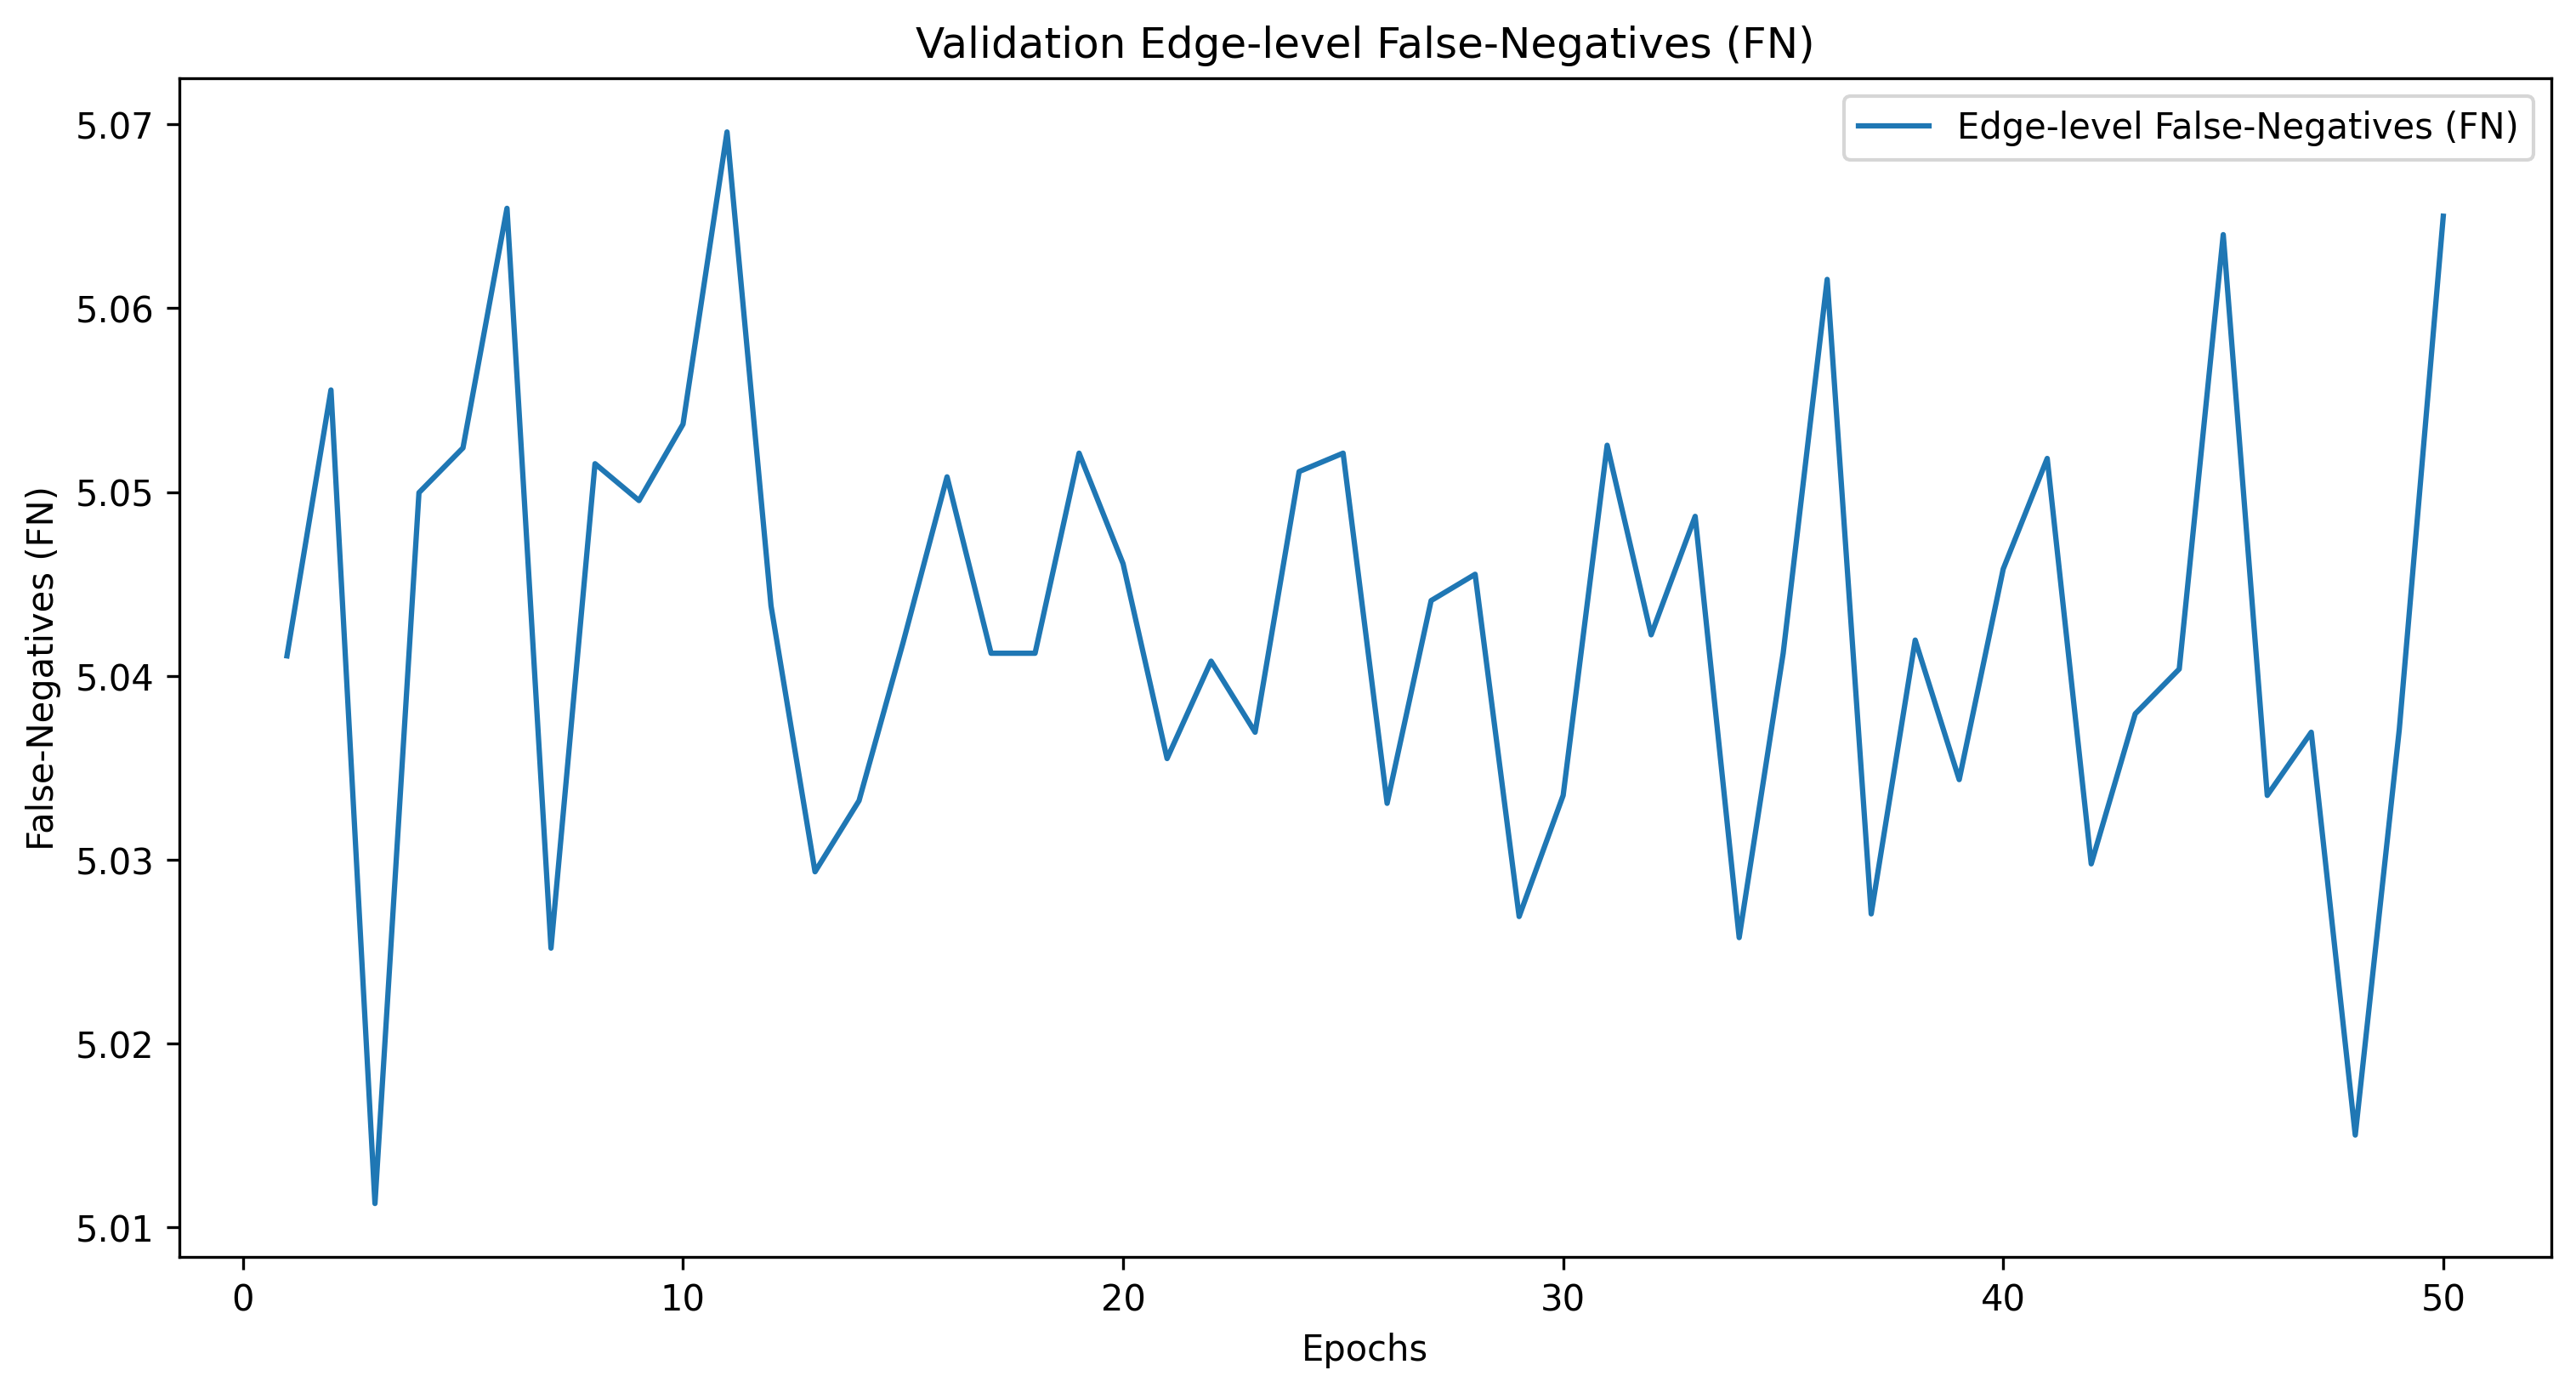 Validation Edge-level False-Negatives (FN)
Edge-level False-Negatives (FN)
False-Negatives (FN)
5.07
5.06
5.05
5.04
5.03
5.02
5.01
0 10 20 30 40 50
Epochs